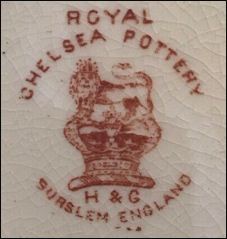 ROYAL
CHELSEA POTTERY
H & G
BURSLEM ENGLAND